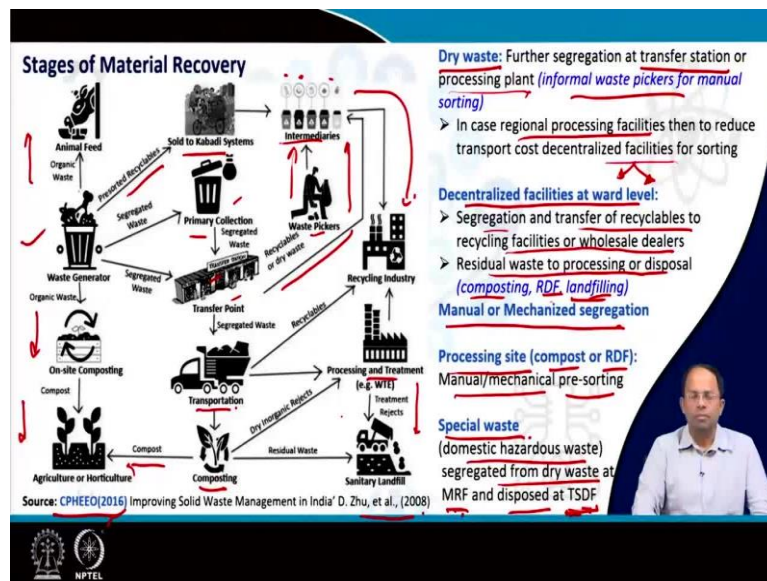 Stages of Material Recovery
Animal Feed
Organic
Waste
Presorted Recyclables
Sold to Kabadi Systems
Intermediaries
Segregated
Waste
Primary Collection
Segregated
Waste
Waste Pickers
Waste Generator
Segregated
Waste
TRANSFER STATION
Transfer Point
Recyclables
or dry waste
Recycling Industry
Organic Waste
Segregated Waste
Recyclables
On-site Composting
Transportation
Processing and Treatment
(e.g. WTE)
Compost
Dry Inorganic Rejects
Treatment
Rejects
Compost
Residual Waste
Agriculture or Horticulture
Composting
Sanitary Landfill
Source: CPHEEO(2016) Improving Solid Waste Management in India' D. Zhu, et al., (2008)
Dry waste: Further segregation at transfer station or
processing plant (informal waste pickers for manual
sorting)
➢ In case regional processing facilities then to reduce
transport cost decentralized facilities for sorting
Decentralized facilities at ward level:
➢ Segregation and transfer of recyclables to
recycling facilities or wholesale dealers
➢ Residual waste to processing or disposal
(composting, RDF, landfilling)
Manual or Mechanized segregation
Processing site (compost or RDF):
Manual/mechanical pre-sorting
Special waste
(domestic hazardous waste)
segregated from dry waste at
MRF and disposed at TSDF
NPTEL